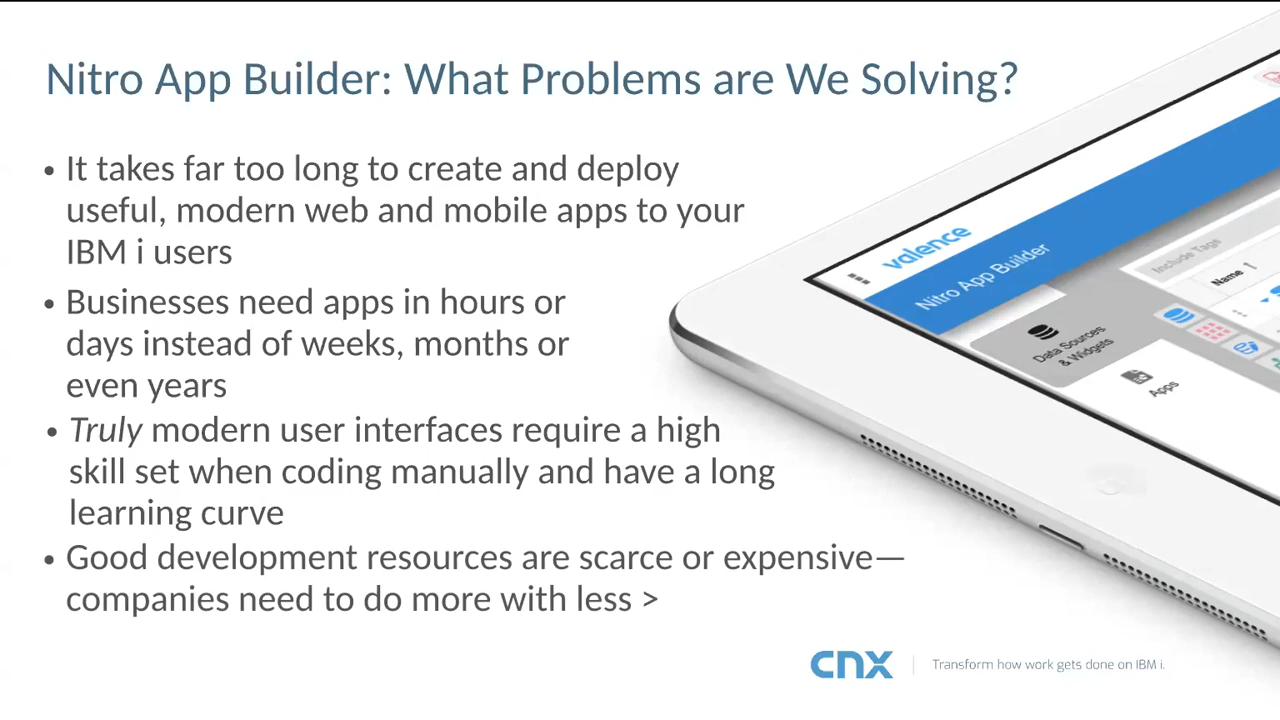 Nitro App Builder: What Problems are We Solving?
• It takes far too long to create and deploy
useful, modern web and mobile apps to your
IBM i users
• Businesses need apps in hours or
days instead of weeks, months or
even years
• Truly modern user interfaces require a high
skill set when coding manually and have a long
learning curve
• Good development resources are scarce or expensive—
companies need to do more with less >
valence
Nitro App Builder
Include Tags
Name
Data Sources
& Widgets
Apps
cnx
Transform how work gets done on IBM i.